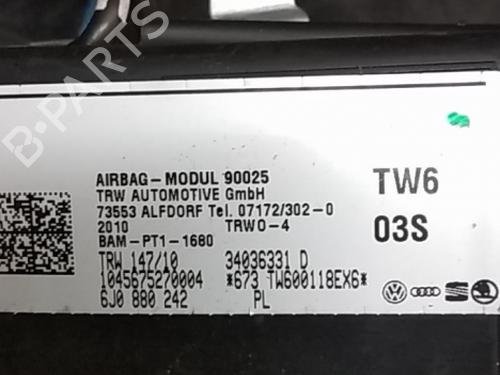 AIRBAG-MODUL 90025
TRW AUTOMOTIVE GmbH
73553 ALFDORF Tel. 07172/302-0
2010 TRWO-4
BAM-PT1-1680
TRW 147/10 34036331 D
1045675270004 *673 TW600118EX6*
6J0 880 242 PL
TW6
03S
B-PARTS